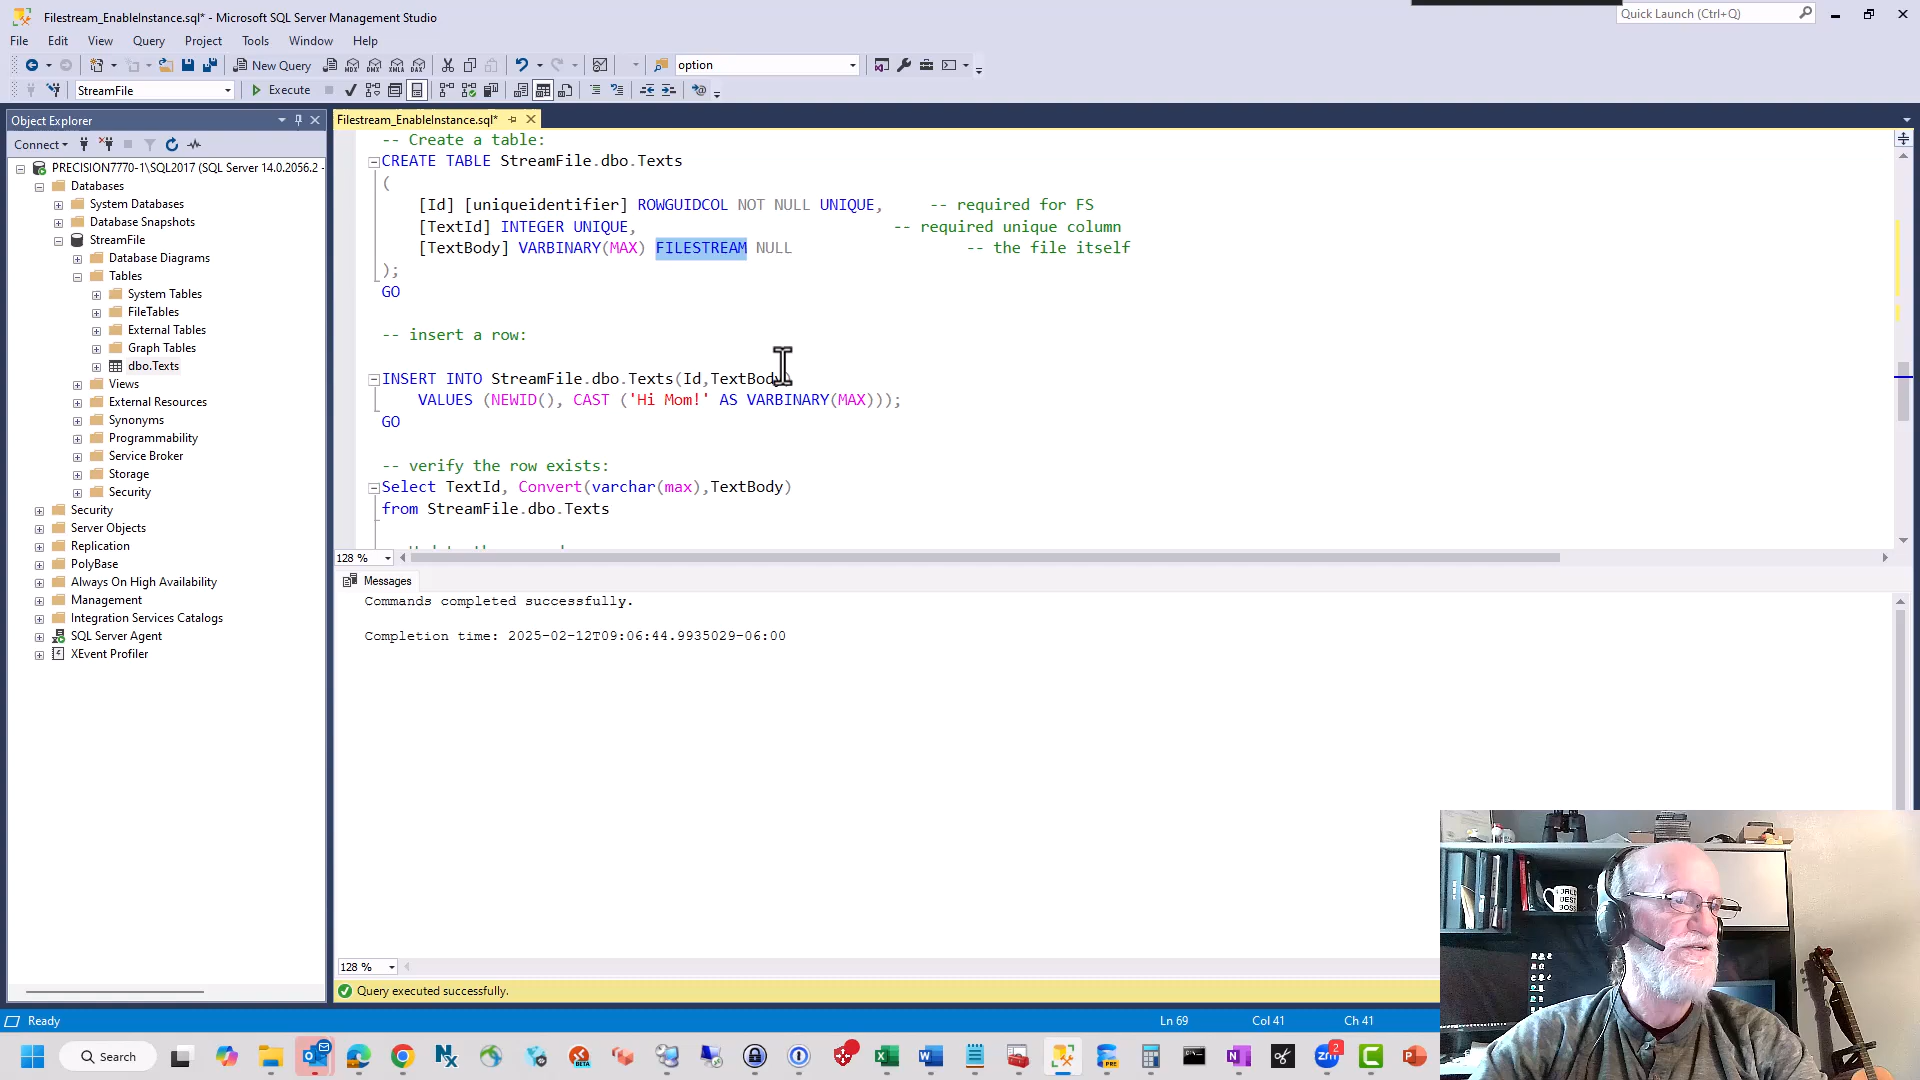 Filestream_EnableInstance.sql* - Microsoft SQL Server Management Studio
Quick Launch (Ctrl+Q)
File Edit View Query Project Tools Window Help
New Query
option
StreamFile
Execute
Object Explorer
Filestream_EnableInstance.sql*
Connect
PRECISION7770-1\SQL2017 (SQL Server 14.0.2056.2 -
Databases
System Databases
Database Snapshots
StreamFile
Database Diagrams
Tables
System Tables
FileTables
External Tables
Graph Tables
dbo.Texts
Views
External Resources
Synonyms
Programmability
Service Broker
Storage
Security
Security
Server Objects
Replication
PolyBase
Always On High Availability
Management
Integration Services Catalogs
SQL Server Agent
XEvent Profiler
-- Create a table:
CREATE TABLE StreamFile.dbo.Texts
(
[Id] [uniqueidentifier] ROWGUIDCOL NOT NULL UNIQUE, -- required for FS
[TextId] INTEGER UNIQUE, -- required unique column
[TextBody] VARBINARY(MAX) FILESTREAM NULL -- the file itself
);
GO
-- insert a row:
INSERT INTO StreamFile.dbo.Texts(Id,TextBody)
VALUES (NEWID(), CAST ('Hi Mom!' AS VARBINARY(MAX)));
GO
-- verify the row exists:
Select TextId, Convert(varchar(max),TextBody)
from StreamFile.dbo.Texts
128 %
Messages
Commands completed successfully.
Completion time: 2025-02-12T09:06:44.9935029-06:00
128 %
Query executed successfully.
Ready
Ln 69 Col 41 Ch 41
Search